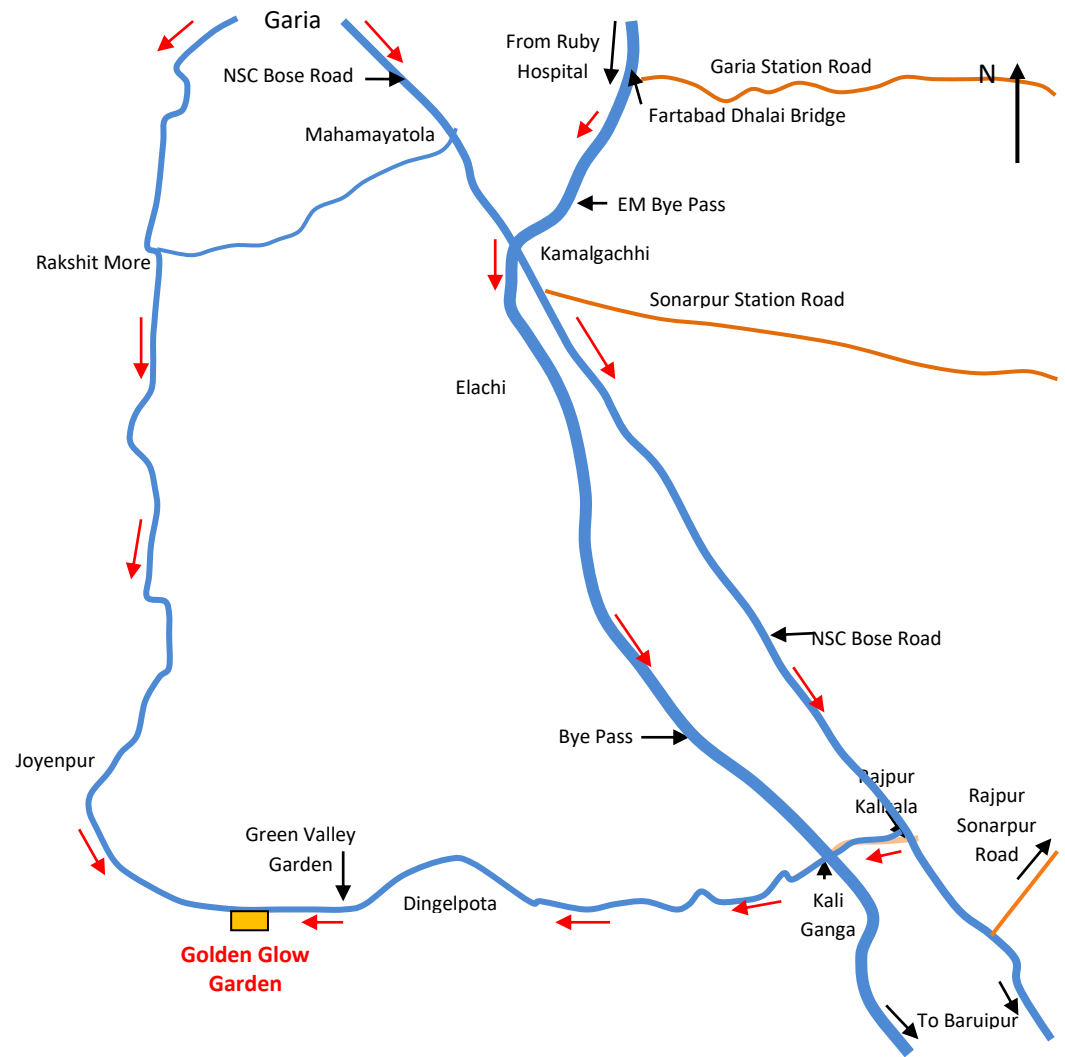 Garia
From Ruby
Hospital
Garia Station Road
N
NSC Bose Road
Fartabad Dhalai Bridge
Mahamayatola
EM Bye Pass
Kamalgachhi
Rakshit More
Sonarpur Station Road
Elachi
NSC Bose Road
Bye Pass
Joyenpur
Rajpur
Rajpur
Sonarpur
Road
Green Valley
Garden
Dingelpota
Kali
Ganga
Golden Glow
Garden
To Baruipur